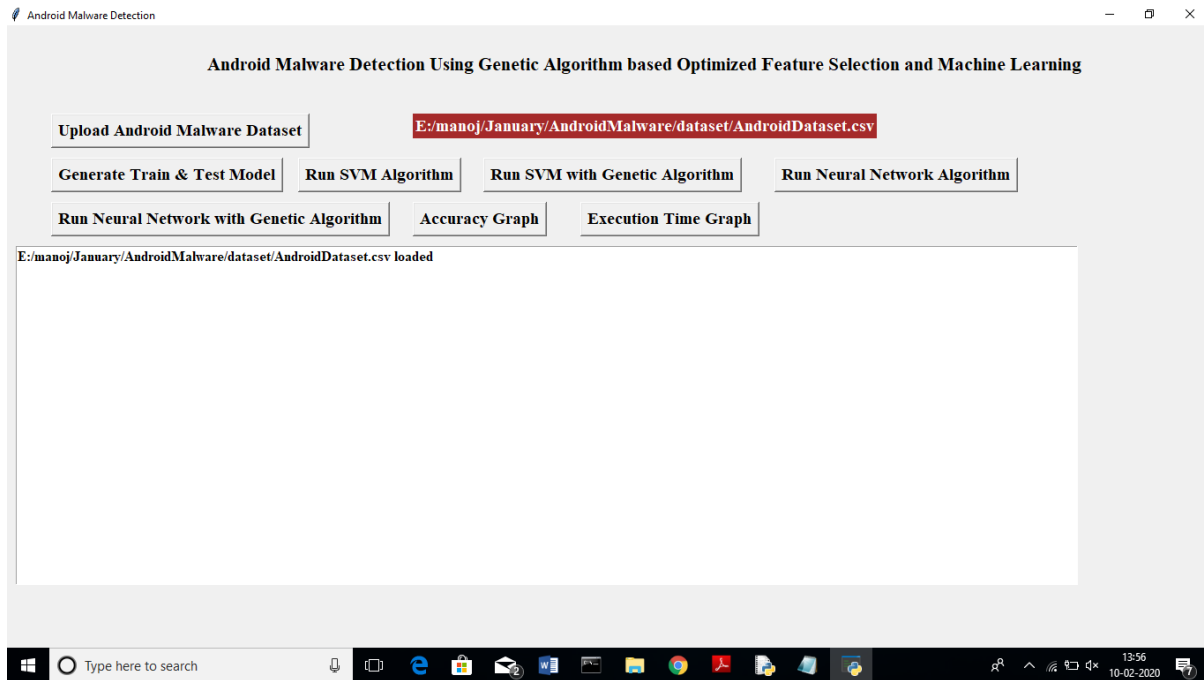 Android Malware Detection
Android Malware Detection Using Genetic Algorithm based Optimized Feature Selection and Machine Learning
Upload Android Malware Dataset
E:/manoj/January/AndroidMalware/dataset/AndroidDataset.csv
Generate Train & Test Model
Run SVM Algorithm
Run SVM with Genetic Algorithm
Run Neural Network Algorithm
Run Neural Network with Genetic Algorithm
Accuracy Graph
Execution Time Graph
E:/manoj/January/AndroidMalware/dataset/AndroidDataset.csv loaded
Type here to search
2
13:56
10-02-2020
7